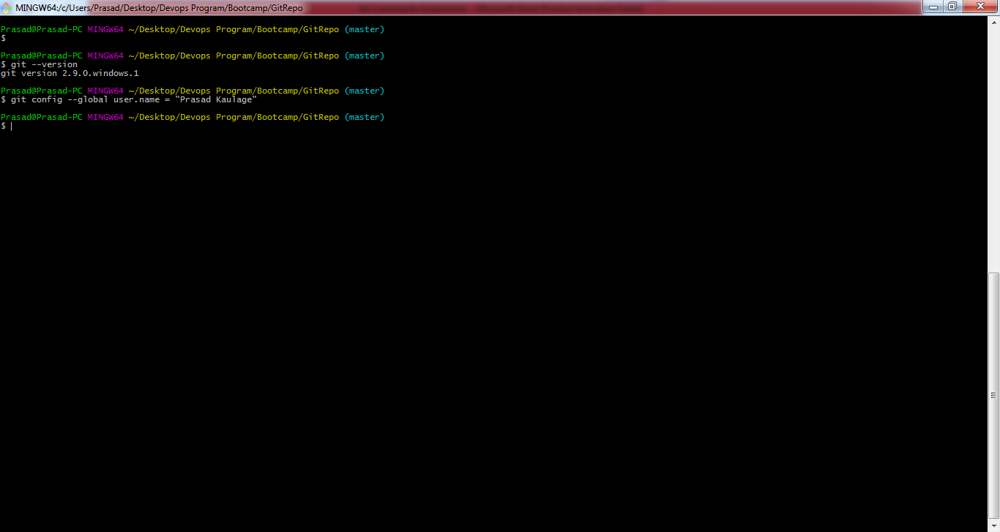 MINGW64:/c/Users/Prasad/Desktop/Devops Program/Bootcamp/GitRepo
Prasad@Prasad-PC MINGW64 ~/Desktop/Devops Program/Bootcamp/GitRepo (master)
$
Prasad@Prasad-PC MINGW64 ~/Desktop/Devops Program/Bootcamp/GitRepo (master)
$ git --version
git version 2.9.0.windows.1
Prasad@Prasad-PC MINGW64 ~/Desktop/Devops Program/Bootcamp/GitRepo (master)
$ git config --global user.name = "Prasad Kaulage"
Prasad@Prasad-PC MINGW64 ~/Desktop/Devops Program/Bootcamp/GitRepo (master)
$